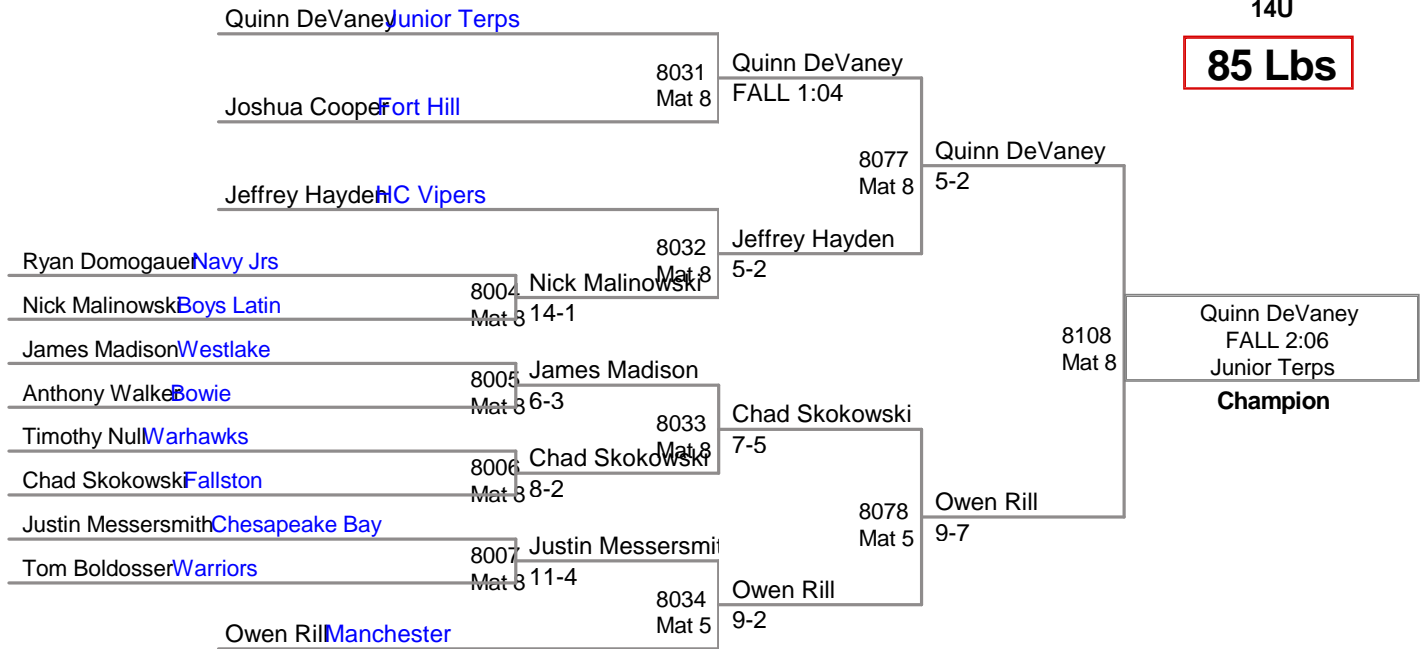 14U
85 Lbs
Quinn DeVaney Junior Terps
8031
Mat 8
Quinn DeVaney
FALL 1:04
Joshua Cooper Fort Hill
8077
Mat 8
Quinn DeVaney
5-2
Jeffrey Hayden HC Vipers
8032
Mat 8
Jeffrey Hayden
5-2
Ryan Domogauer Navy Jrs
8004
Mat 8
Nick Malinowski
14-1
Nick Malinowski Boys Latin
8108
Mat 8
Quinn DeVaney
FALL 2:06
Junior Terps
Champion
James Madison Westlake
8005
Mat 8
James Madison
6-3
Anthony Walker Bowie
8033
Mat 8
Chad Skokowski
7-5
Timothy Null Warhawks
8006
Mat 8
Chad Skokowski
8-2
Chad Skokowski Fallston
8078
Mat 5
Owen Rill
9-7
Justin Messersmith Chesapeake Bay
8007
Mat 8
Justin Messersmit
11-4
Tom Boldosser Warriors
8034
Mat 5
Owen Rill
9-2
Owen Rill Manchester